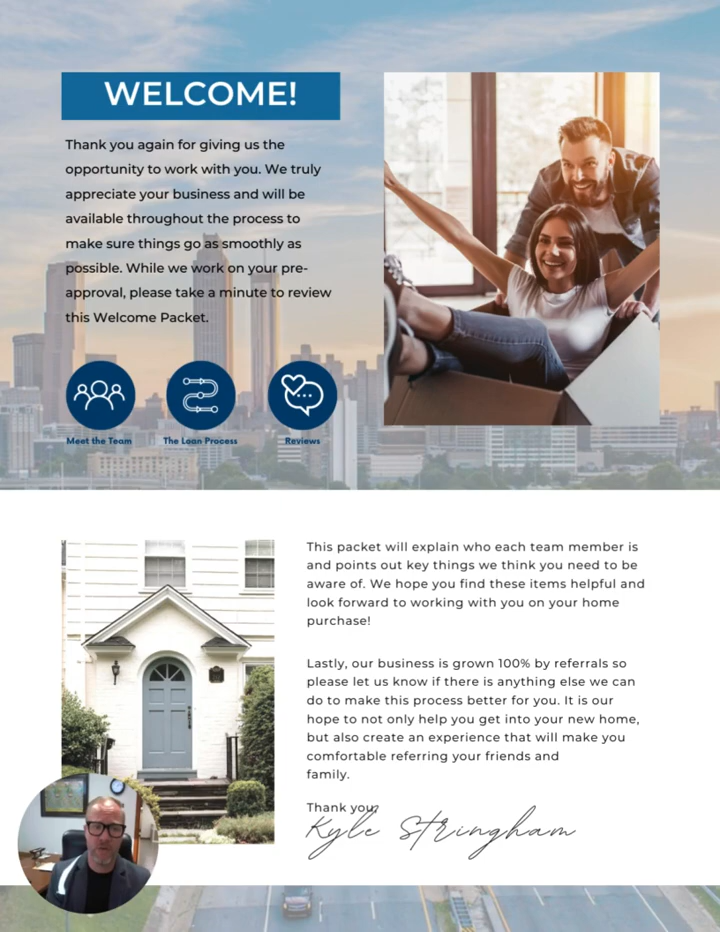 WELCOME!
Thank you again for giving us the
opportunity to work with you. We truly
appreciate your business and will be
available throughout the process to
make sure things go as smoothly as
possible. While we work on your pre-
approval, please take a minute to review
this Welcome Packet.
Meet the Team
The Loan Process
Reviews
This packet will explain who each team member is
and points out key things we think you need to be
aware of. We hope you find these items helpful and
look forward to working with you on your home
purchase!
Lastly, our business is grown 100% by referrals so
please let us know if there is anything else we can
do to make this process better for you. It is our
hope to not only help you get into your new home,
but also create an experience that will make you
comfortable referring your friends and
family.
Thank you,
Kyle Stringham